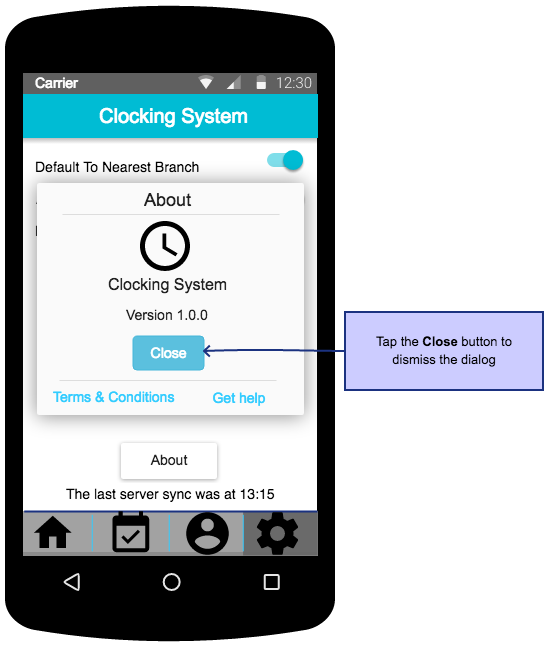 Carrier 12:30
Clocking System
Default To Nearest Branch
About
Clocking System
Version 1.0.0
Close
Tap the Close button to
dismiss the dialog
Terms & Conditions Get help
About
The last server sync was at 13:15